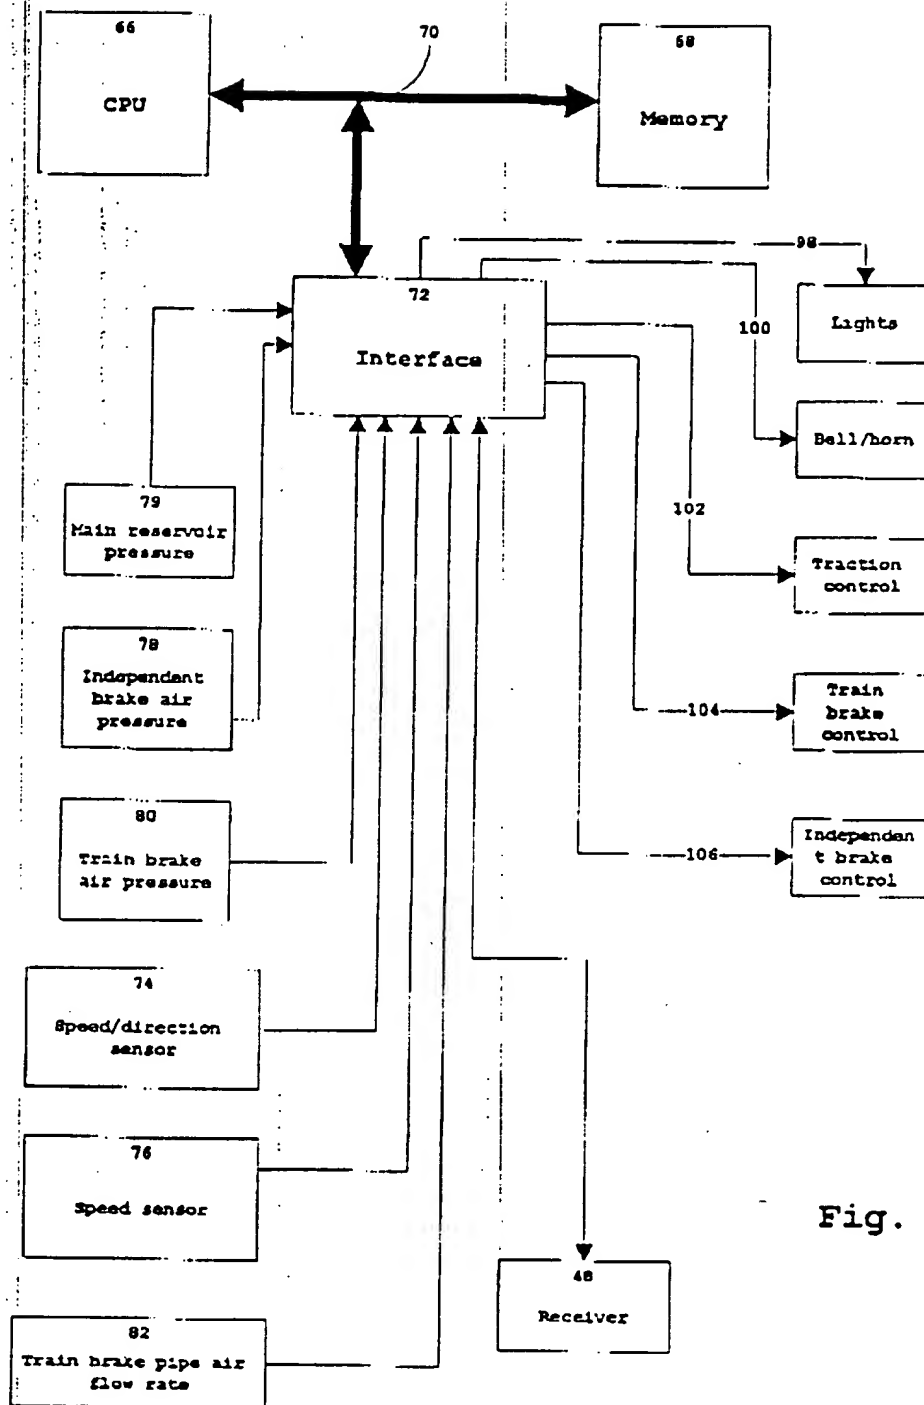 66
CPU
70
68
Memory
98
72
Interface
100
Lights
Bell/horn
79
Main reservoir
pressure
102
Traction
control
78
Independent
brake air
pressure
104
Train
brake
control
80
Train brake
air pressure
106
Independen
t brake
control
74
Speed/direction
sensor
76
Speed sensor
Fig.
48
Receiver
82
Train brake pipe air
flow rate